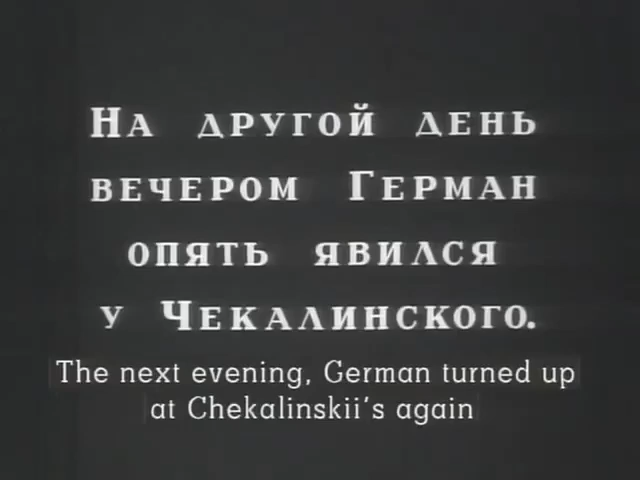 На другой день
вечером Герман
опять явился
у Чекалинского.
The next evening, German turned up
at Chekalinskii's again